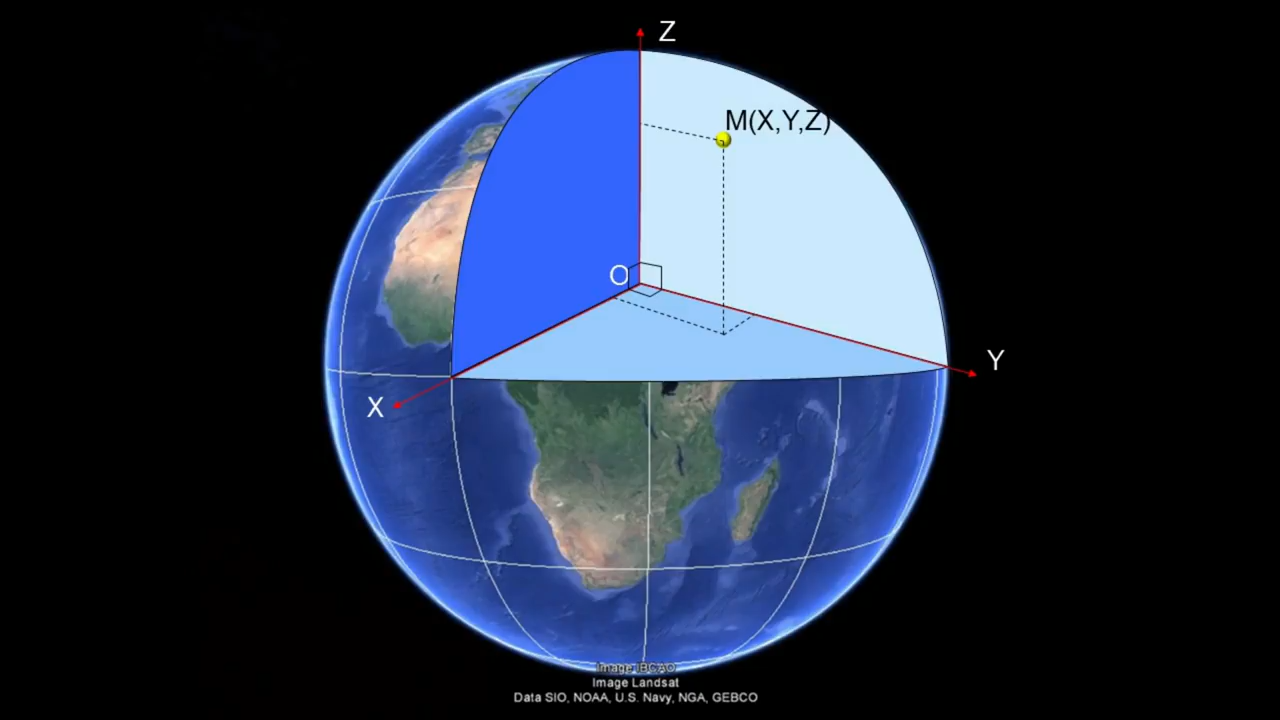 Z
M(X,Y,Z)
O
Y
X
Image IBCAO
Image Landsat
Data SIO, NOAA, U.S. Navy, NGA, GEBCO